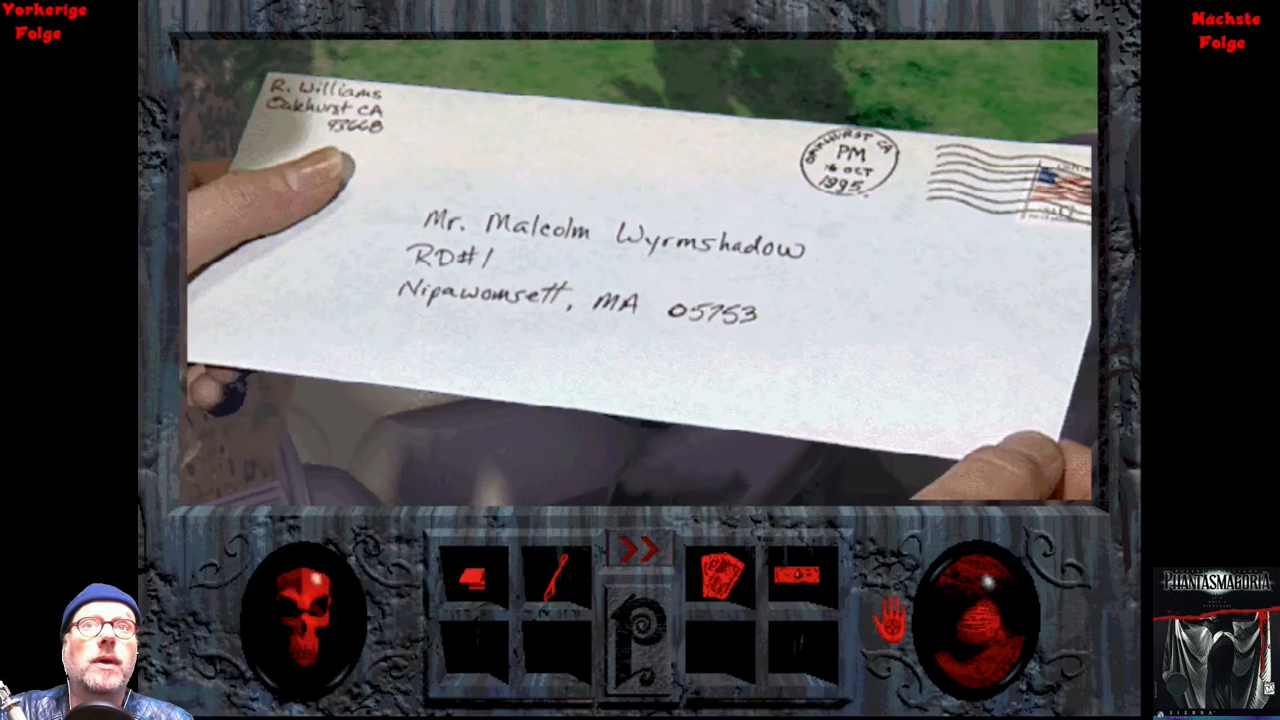 Vorherige
Folge
Nächste
Folge
R. Williams
Oakhurst CA
93668
OAKHURST CA
PM
16 OCT
1995
Mr. Malcolm Wyrmshadow
RD#1
Nipawomsett, MA 05753
PHANTASMAGORIA
SIERRA